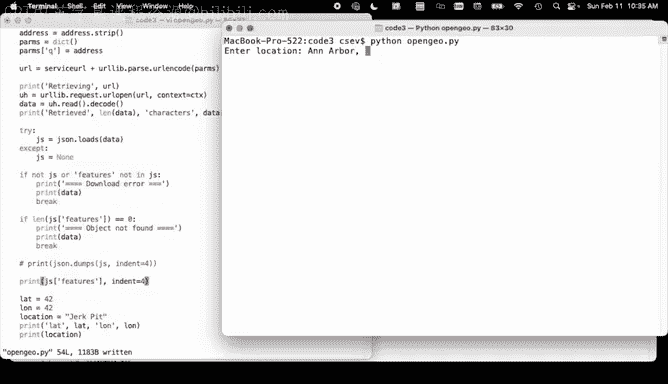 Terminal Shell Edit View Window Help
Sun Feb 11 10:35 AM
code3 — vi opengeo.py — 83×30
address = address.strip()
parms = dict()
parms['q'] = address
url = serviceurl + urllib.parse.urlencode(parms)
print('Retrieving', url)
uh = urllib.request.urlopen(url, context=ctx)
data = uh.read().decode()
print('Retrieved', len(data), 'characters', data
try:
js = json.loads(data)
except:
js = None
if not js or 'features' not in js:
print('==== Download error ===')
print(data)
break
if len(js['features']) == 0:
print('==== Object not found ====')
print(data)
break
# print(json.dumps(js, indent=4))
print(js['features'], indent=4)
lat = 42
lon = 42
location = "Jerk Pit"
print('lat', lat, 'lon', lon)
print(location)
"opengeo.py" 54L, 1183B written
code3 — Python opengeo.py — 83×30
MacBook-Pro-522:code3 csev$ python opengeo.py
Enter location: Ann Arbor,